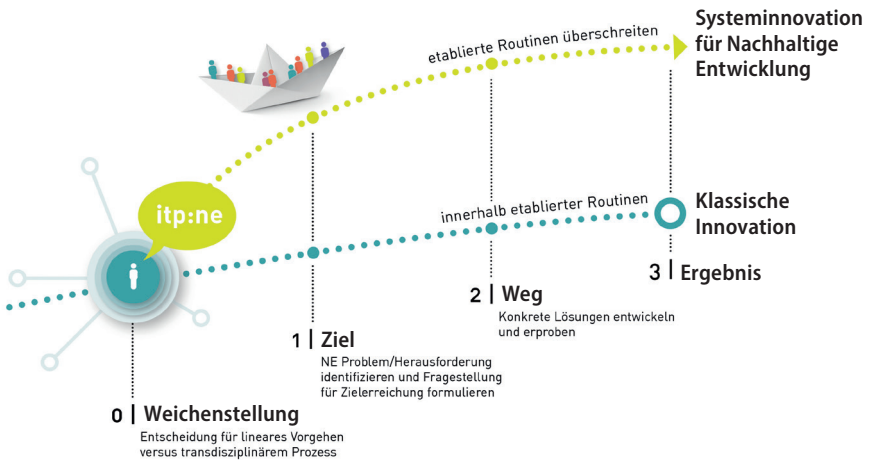 Systeminnovation
für Nachhaltige
Entwicklung
etablierte Routinen überschreiten
itp:ne
innerhalb etablierter Routinen
Klassische
Innovation
3 | Ergebnis
2 | Weg
Konkrete Lösungen entwickeln
und erproben
1 | Ziel
NE Problem/Herausforderung
identifizieren und Fragestellung
für Zielerreichung formulieren
0 | Weichenstellung
Entscheidung für lineares Vorgehen
versus transdisziplinärem Prozess